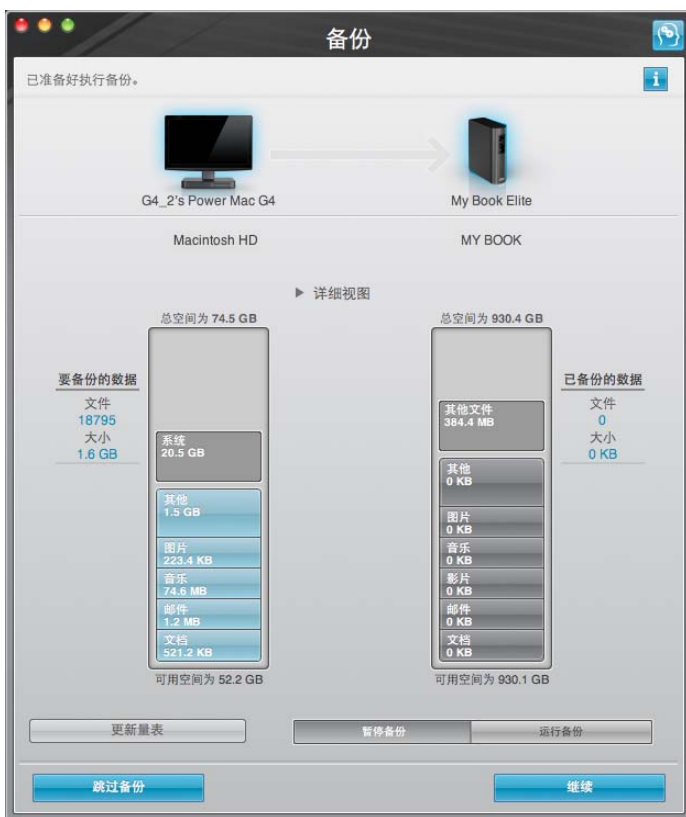 备份
已准备好执行备份。
i
G4_2's Power Mac G4
My Book Elite
Macintosh HD
MY BOOK
详细视图
总空间为 74.5 GB
总空间为 930.4 GB
要备份的数据
文件
18795
大小
1.6 GB
系统
20.5 GB
其他
1.5 GB
图片
223.4 KB
音乐
74.6 MB
邮件
1.2 MB
文档
521.2 KB
其他文件
384.4 MB
其他
0 KB
图片
0 KB
音乐
0 KB
影片
0 KB
邮件
0 KB
文档
0 KB
已备份的数据
文件
0
大小
0 KB
可用空间为 52.2 GB
可用空间为 930.1 GB
更新量表
暂停备份
运行备份
跳过备份
继续